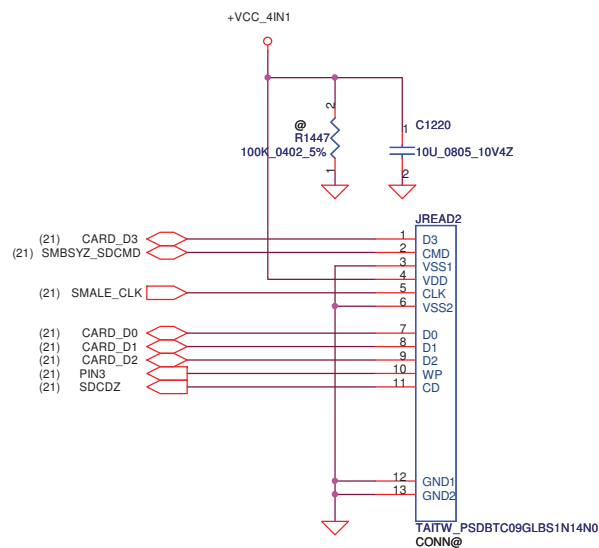 +VCC_4IN1
2
@
R1447
100K_0402_5%
1
1
C1220
10U_0805_10V4Z
2
JREAD2
(21) CARD_D3 1 D3
(21) SMBSYZ_SDCMD 2 CMD
3 VSS1
4 VDD
(21) SMALE_CLK 5 CLK
6 VSS2
(21) CARD_D0 7 D0
(21) CARD_D1 8 D1
(21) CARD_D2 9 D2
(21) PIN3 10 WP
(21) SDCDZ 11 CD
12 GND1
13 GND2
TAITW_PSDBTC09GLBS1N14N0
CONN@